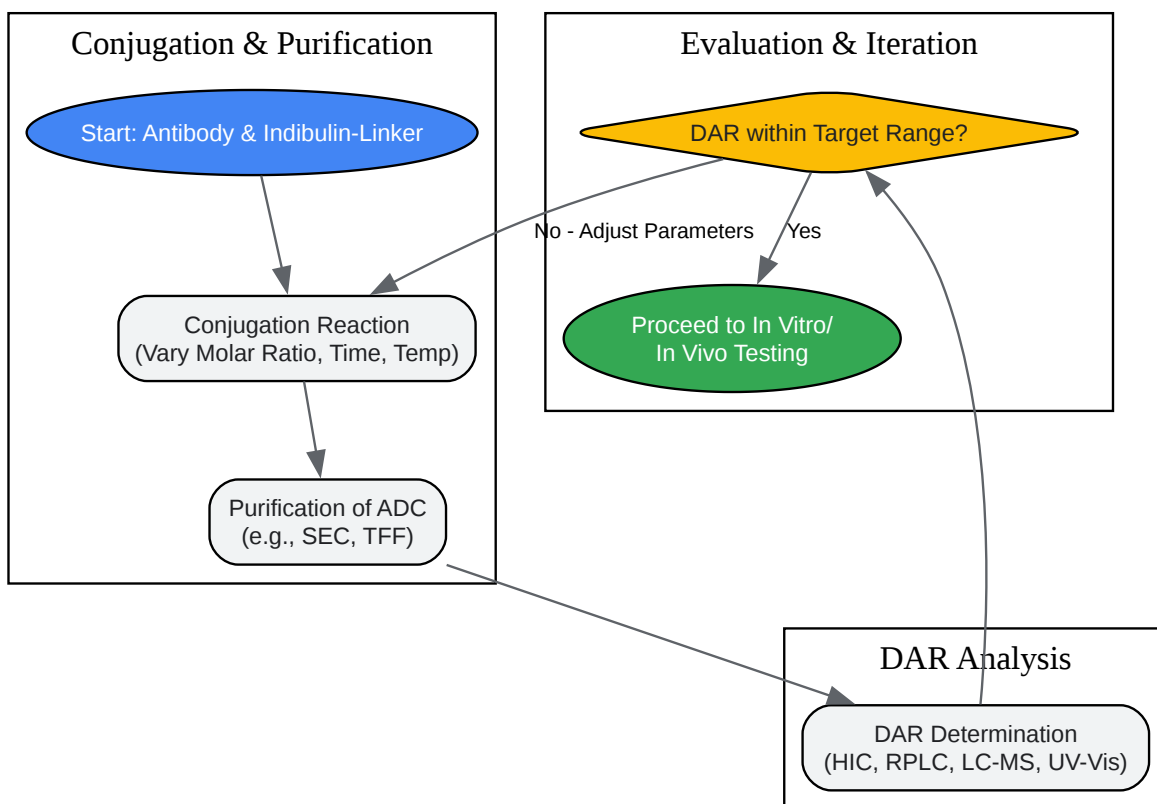 Conjugation & Purification
Start: Antibody & Indibulin-Linker
Conjugation Reaction
(Vary Molar Ratio, Time, Temp)
Purification of ADC
(e.g., SEC, TFF)
Evaluation & Iteration
DAR within Target Range?
No - Adjust Parameters
Yes
Proceed to In Vitro/
In Vivo Testing
DAR Analysis
DAR Determination
(HIC, RPLC, LC-MS, UV-Vis)